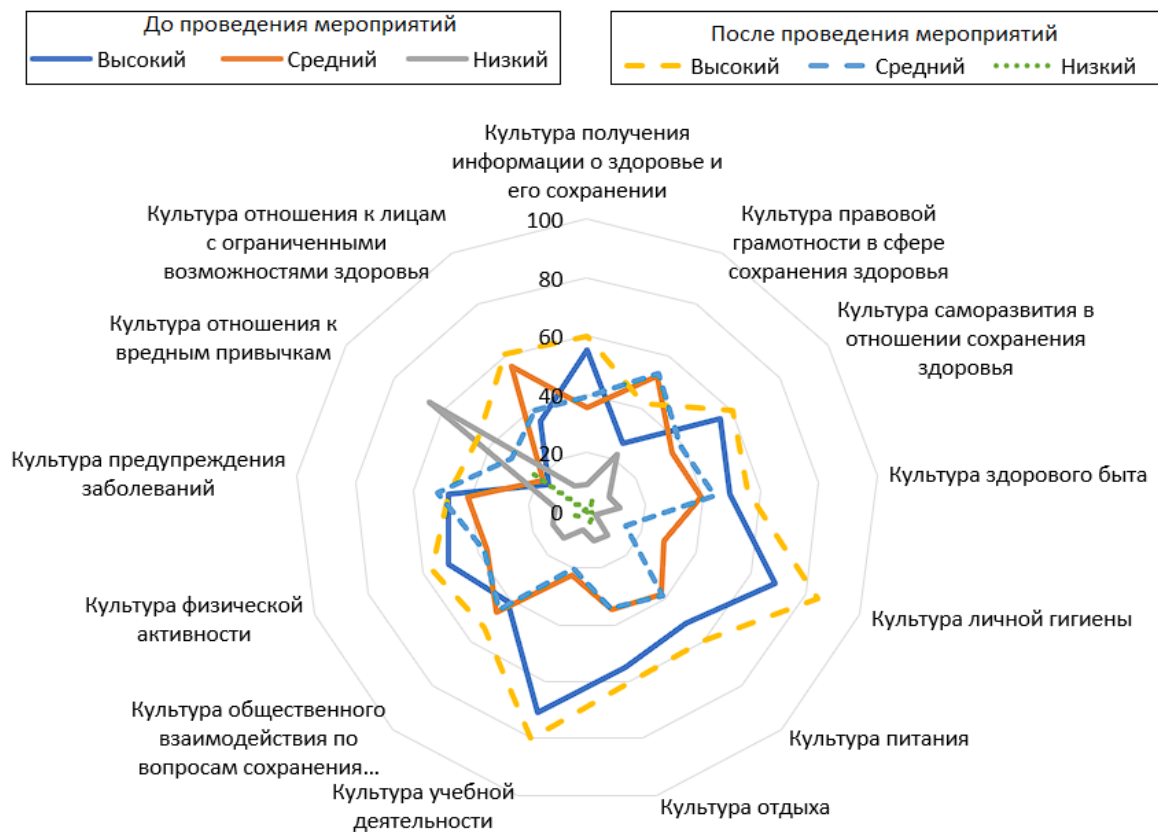 До проведения мероприятий
Высокий Средний Низкий
После проведения мероприятий
Высокий Средний Низкий
Культура получения
информации о здоровье и
его сохранении
Культура правовой
грамотности в сфере
сохранения здоровья
Культура саморазвития в
отношении сохранения
здоровья
Культура здорового быта
Культура личной гигиены
Культура питания
Культура отдыха
Культура учебной
деятельности
Культура общественного
взаимодействия по
вопросам сохранения...
Культура физической
активности
Культура предупреждения
заболеваний
Культура отношения к
вредным привычкам
Культура отношения к лицам
с ограниченными
возможностями здоровья
100
80
60
40
20
0